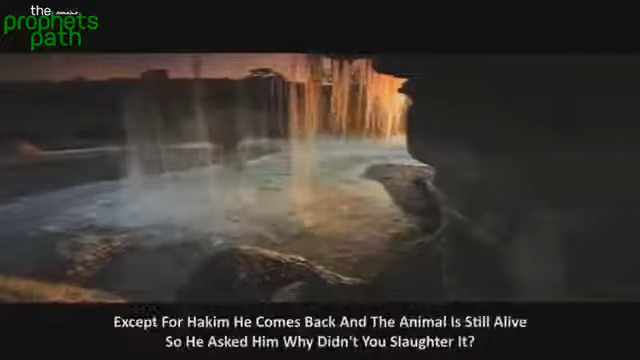 the
prophets
path
Except For Hakim He Comes Back And The Animal Is Still Alive
So He Asked Him Why Didn't You Slaughter It?